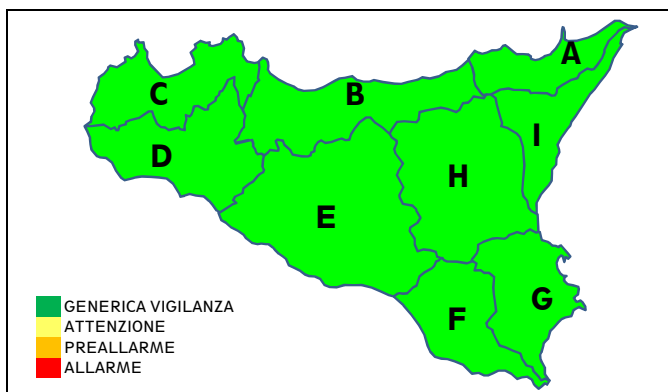 A
B
C
I
D
H
E
G
F
GENERICA VIGILANZA
ATTENZIONE
PREALLARME
ALLARME